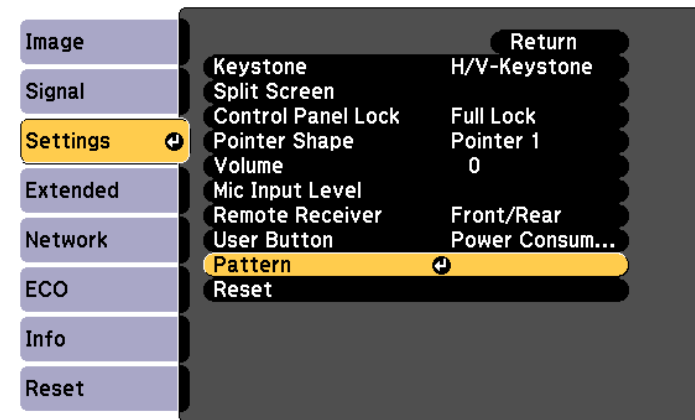 Image
Signal
Settings
Extended
Network
ECO
Info
Reset
Return
Keystone H/V-Keystone
Split Screen
Control Panel Lock Full Lock
Pointer Shape Pointer 1
Volume 0
Mic Input Level
Remote Receiver Front/Rear
User Button Power Consum...
Pattern
Reset